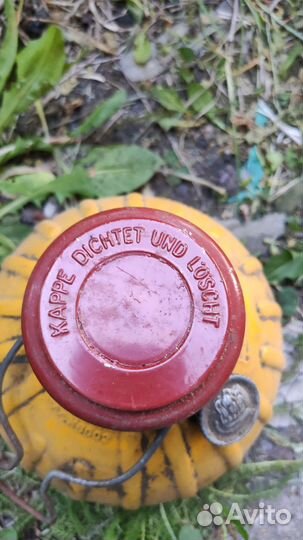 KAPPE DICHTET UND LÖSCHT
Avito